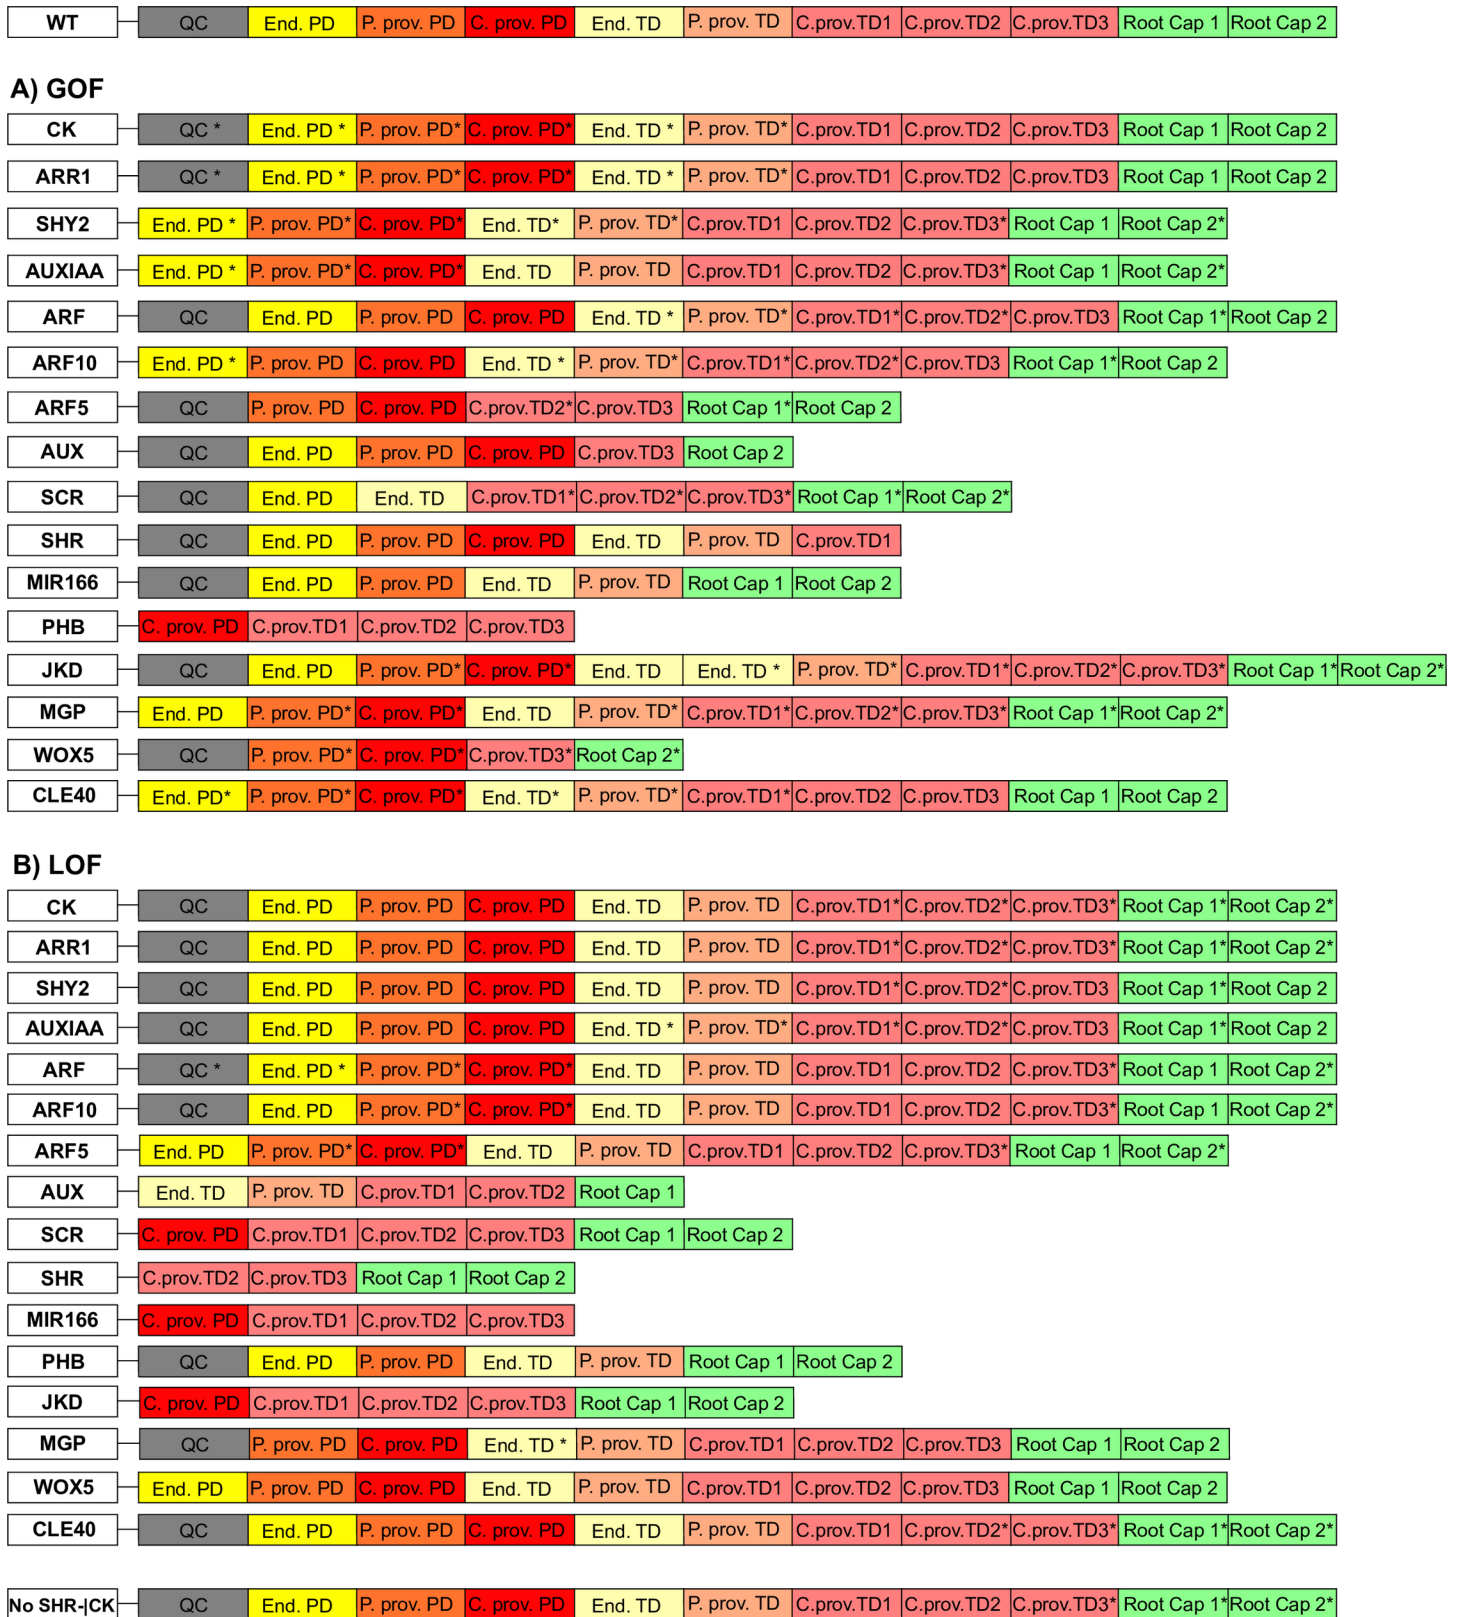 WT QC End. PD P. prov. PD C. prov. PD End. TD P. prov. TD C.prov.TD1 C.prov.TD2 C.prov.TD3 Root Cap 1 Root Cap 2
A) GOF
CK QC * End. PD * P. prov. PD* C. prov. PD* End. TD * P. prov. TD* C.prov.TD1 C.prov.TD2 C.prov.TD3 Root Cap 1 Root Cap 2
ARR1 QC * End. PD * P. prov. PD* C. prov. PD* End. TD * P. prov. TD* C.prov.TD1 C.prov.TD2 C.prov.TD3 Root Cap 1 Root Cap 2
SHY2 End. PD * P. prov. PD* C. prov. PD* End. TD* P. prov. TD* C.prov.TD1 C.prov.TD2 C.prov.TD3* Root Cap 1 Root Cap 2*
AUXIAA End. PD * P. prov. PD* C. prov. PD* End. TD P. prov. TD C.prov.TD1 C.prov.TD2 C.prov.TD3* Root Cap 1 Root Cap 2*
ARF QC End. PD P. prov. PD C. prov. PD End. TD * P. prov. TD* C.prov.TD1* C.prov.TD2* C.prov.TD3 Root Cap 1* Root Cap 2
ARF10 End. PD * P. prov. PD C. prov. PD End. TD * P. prov. TD* C.prov.TD1* C.prov.TD2* C.prov.TD3 Root Cap 1* Root Cap 2
ARF5 QC P. prov. PD C. prov. PD C.prov.TD2* C.prov.TD3 Root Cap 1* Root Cap 2
AUX QC End. PD P. prov. PD C. prov. PD C.prov.TD3 Root Cap 2
SCR QC End. PD End. TD C.prov.TD1* C.prov.TD2* C.prov.TD3* Root Cap 1* Root Cap 2*
SHR QC End. PD P. prov. PD C. prov. PD End. TD P. prov. TD C.prov.TD1
MIR166 QC End. PD P. prov. PD End. TD P. prov. TD Root Cap 1 Root Cap 2
PHB C. prov. PD C.prov.TD1 C.prov.TD2 C.prov.TD3
JKD QC End. PD P. prov. PD* C. prov. PD* End. TD End. TD * P. prov. TD* C.prov.TD1* C.prov.TD2* C.prov.TD3* Root Cap 1* Root Cap 2*
MGP End. PD P. prov. PD* C. prov. PD* End. TD P. prov. TD* C.prov.TD1* C.prov.TD2* C.prov.TD3* Root Cap 1* Root Cap 2*
WOX5 QC P. prov. PD* C. prov. PD* C.prov.TD3* Root Cap 2*
CLE40 End. PD* P. prov. PD* C. prov. PD* End. TD* P. prov. TD* C.prov.TD1* C.prov.TD2 C.prov.TD3 Root Cap 1 Root Cap 2
B) LOF
CK QC End. PD P. prov. PD C. prov. PD End. TD P. prov. TD C.prov.TD1* C.prov.TD2* C.prov.TD3* Root Cap 1* Root Cap 2*
ARR1 QC End. PD P. prov. PD C. prov. PD End. TD P. prov. TD C.prov.TD1* C.prov.TD2* C.prov.TD3* Root Cap 1* Root Cap 2*
SHY2 QC End. PD P. prov. PD C. prov. PD End. TD P. prov. TD C.prov.TD1* C.prov.TD2* C.prov.TD3 Root Cap 1* Root Cap 2
AUXIAA QC End. PD P. prov. PD C. prov. PD End. TD * P. prov. TD* C.prov.TD1* C.prov.TD2* C.prov.TD3 Root Cap 1* Root Cap 2
ARF QC * End. PD * P. prov. PD* C. prov. PD* End. TD P. prov. TD C.prov.TD1 C.prov.TD2 C.prov.TD3* Root Cap 1 Root Cap 2*
ARF10 QC End. PD P. prov. PD* C. prov. PD* End. TD P. prov. TD C.prov.TD1 C.prov.TD2 C.prov.TD3* Root Cap 1 Root Cap 2*
ARF5 End. PD P. prov. PD* C. prov. PD* End. TD P. prov. TD C.prov.TD1 C.prov.TD2 C.prov.TD3* Root Cap 1 Root Cap 2*
AUX End. TD P. prov. TD C.prov.TD1 C.prov.TD2 Root Cap 1
SCR C. prov. PD C.prov.TD1 C.prov.TD2 C.prov.TD3 Root Cap 1 Root Cap 2
SHR C.prov.TD2 C.prov.TD3 Root Cap 1 Root Cap 2
MIR166 C. prov. PD C.prov.TD1 C.prov.TD2 C.prov.TD3
PHB QC End. PD P. prov. PD End. TD P. prov. TD Root Cap 1 Root Cap 2
JKD C. prov. PD C.prov.TD1 C.prov.TD2 C.prov.TD3 Root Cap 1 Root Cap 2
MGP QC P. prov. PD C. prov. PD End. TD * P. prov. TD C.prov.TD1 C.prov.TD2 C.prov.TD3 Root Cap 1 Root Cap 2
WOX5 End. PD P. prov. PD C. prov. PD End. TD P. prov. TD C.prov.TD1 C.prov.TD2 C.prov.TD3 Root Cap 1 Root Cap 2
CLE40 QC End. PD P. prov. PD C. prov. PD End. TD P. prov. TD C.prov.TD1 C.prov.TD2* C.prov.TD3* Root Cap 1* Root Cap 2*
No SHR-|CK QC End. PD P. prov. PD C. prov. PD End. TD P. prov. TD C.prov.TD1 C.prov.TD2 C.prov.TD3* Root Cap 1* Root Cap 2*